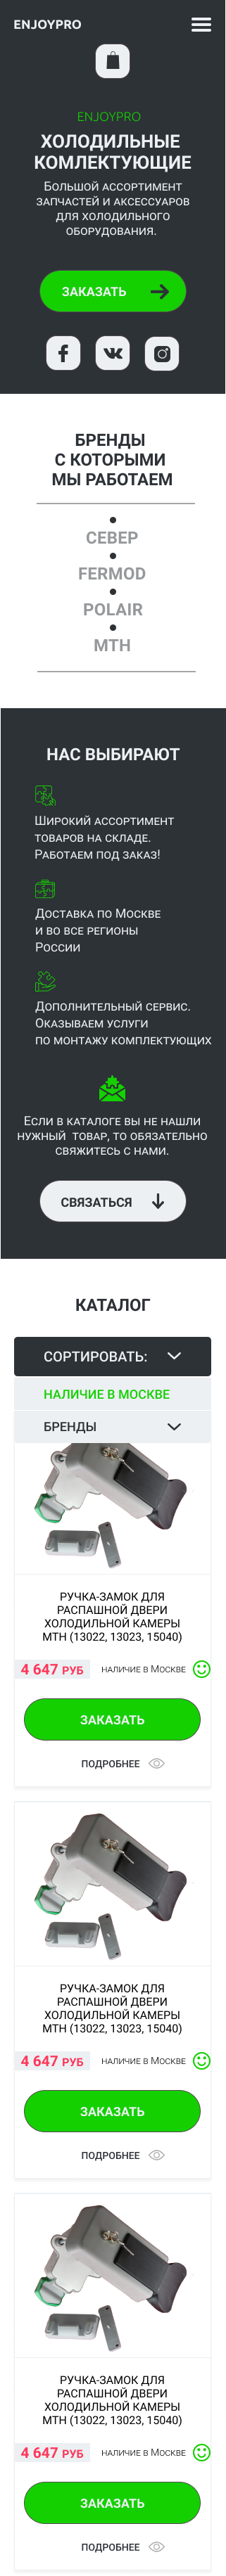 ENJOYPRO
ENJOYPRO
ХОЛОДИЛЬНЫЕ
КОМЛЕКТУЮЩИЕ
Большой ассортимент
запчастей и аксессуаров
для холодильного
оборудования.
ЗАКАЗАТЬ
БРЕНДЫ
С КОТОРЫМИ
МЫ РАБОТАЕМ
СЕВЕР
FERMOD
POLAIR
МТН
НАС ВЫБИРАЮТ
Широкий ассортимент
товаров на складе.
Работаем под заказ!
Доставка по Москве
и во все регионы
России
Дополнительный сервис.
Оказываем услуги
по монтажу комплектующих
Если в каталоге вы не нашли
нужный товар, то обязательно
свяжитесь с нами.
СВЯЗАТЬСЯ
КАТАЛОГ
СОРТИРОВАТЬ:
НАЛИЧИЕ В МОСКВЕ
БРЕНДЫ
РУЧКА-ЗАМОК ДЛЯ
РАСПАШНОЙ ДВЕРИ
ХОЛОДИЛЬНОЙ КАМЕРЫ
МТН (13022, 13023, 15040)
4 647 РУБ наличие в Москве
ЗАКАЗАТЬ
ПОДРОБНЕЕ
РУЧКА-ЗАМОК ДЛЯ
РАСПАШНОЙ ДВЕРИ
ХОЛОДИЛЬНОЙ КАМЕРЫ
МТН (13022, 13023, 15040)
4 647 РУБ наличие в Москве
ЗАКАЗАТЬ
ПОДРОБНЕЕ
РУЧКА-ЗАМОК ДЛЯ
РАСПАШНОЙ ДВЕРИ
ХОЛОДИЛЬНОЙ КАМЕРЫ
МТН (13022, 13023, 15040)
4 647 РУБ наличие в Москве
ЗАКАЗАТЬ
ПОДРОБНЕЕ